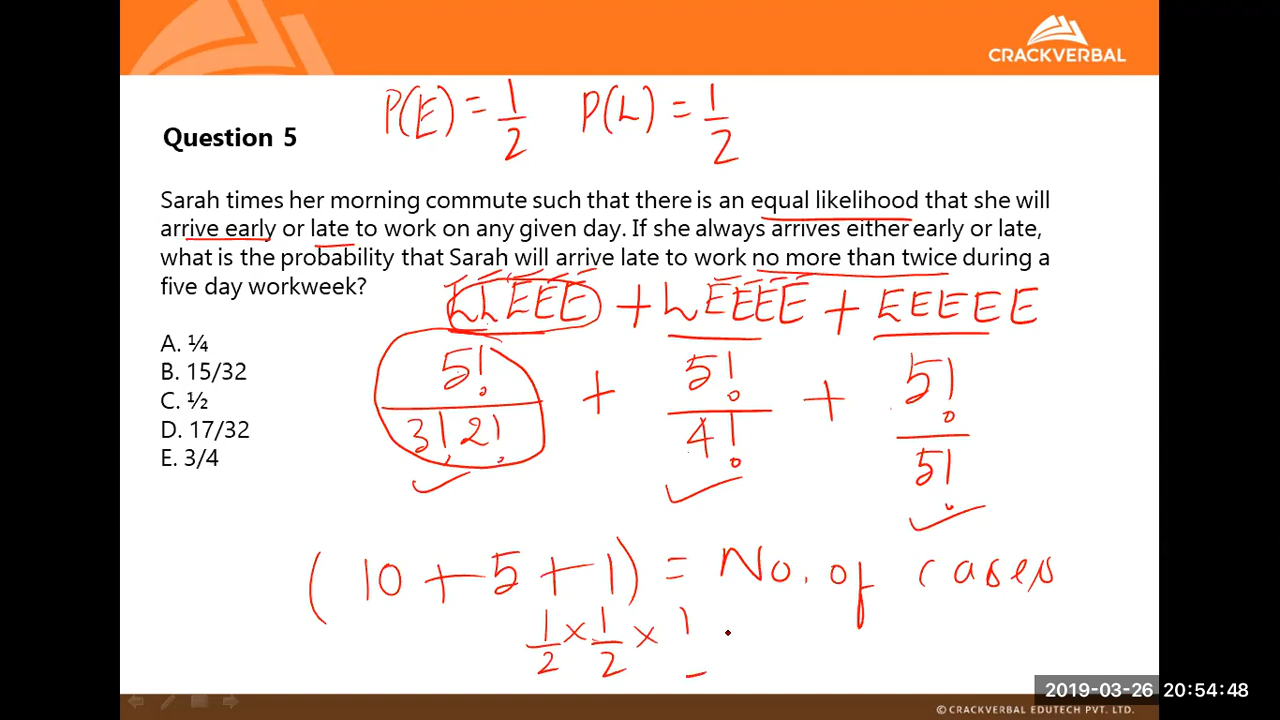 CRACKVERBAL
P(E) = 1/2 P(L) = 1/2
Question 5
Sarah times her morning commute such that there is an equal likelihood that she will
arrive early or late to work on any given day. If she always arrives either early or late,
what is the probability that Sarah will arrive late to work no more than twice during a
five day workweek?
LLEEE + LEEEE + EEEEE
A. ¼
B. 15/32
C. ½
D. 17/32
E. 3/4
5!/3!2! + 5!/4! + 5!/5!
(10 + 5 + 1) = No. of cases
1/2 × 1/2 × 1
2019-03-26 20:54:48
© CRACKVERBAL EDUTECH PVT. LTD.